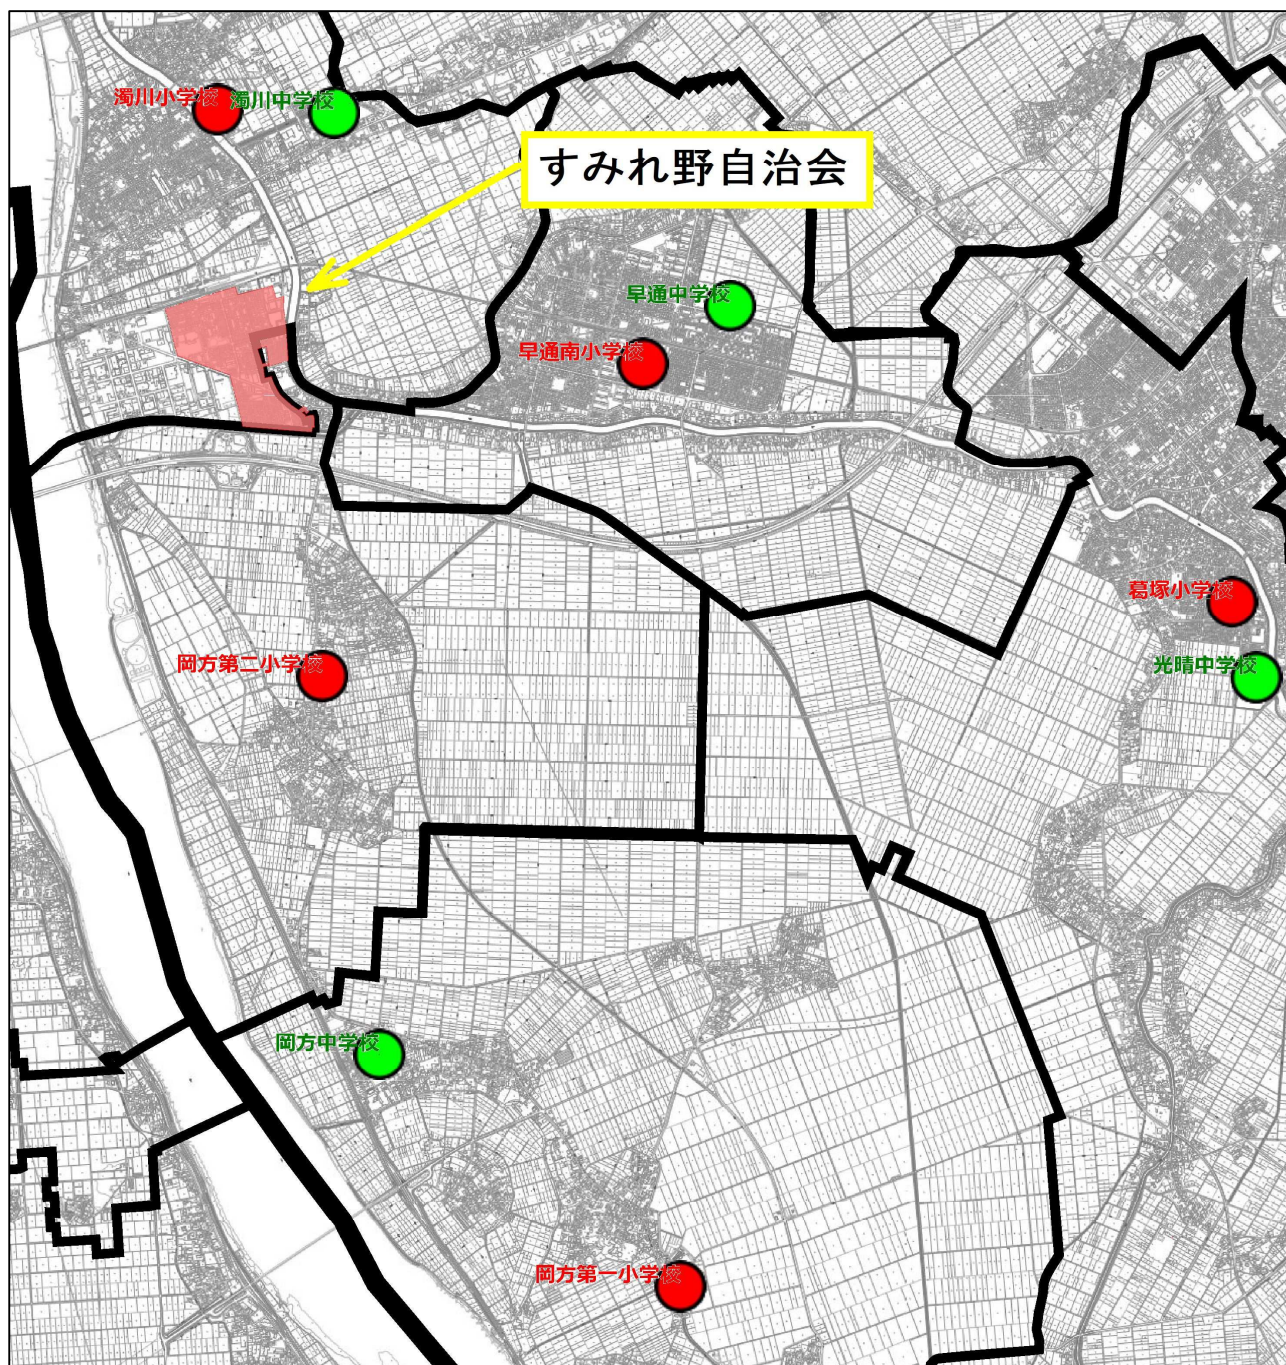 濁川小学校
濁川中学校
すみれ野自治会
早通中学校
早通南小学校
葛塚小学校
光晴中学校
岡方第二小学校
岡方中学校
岡方第一小学校